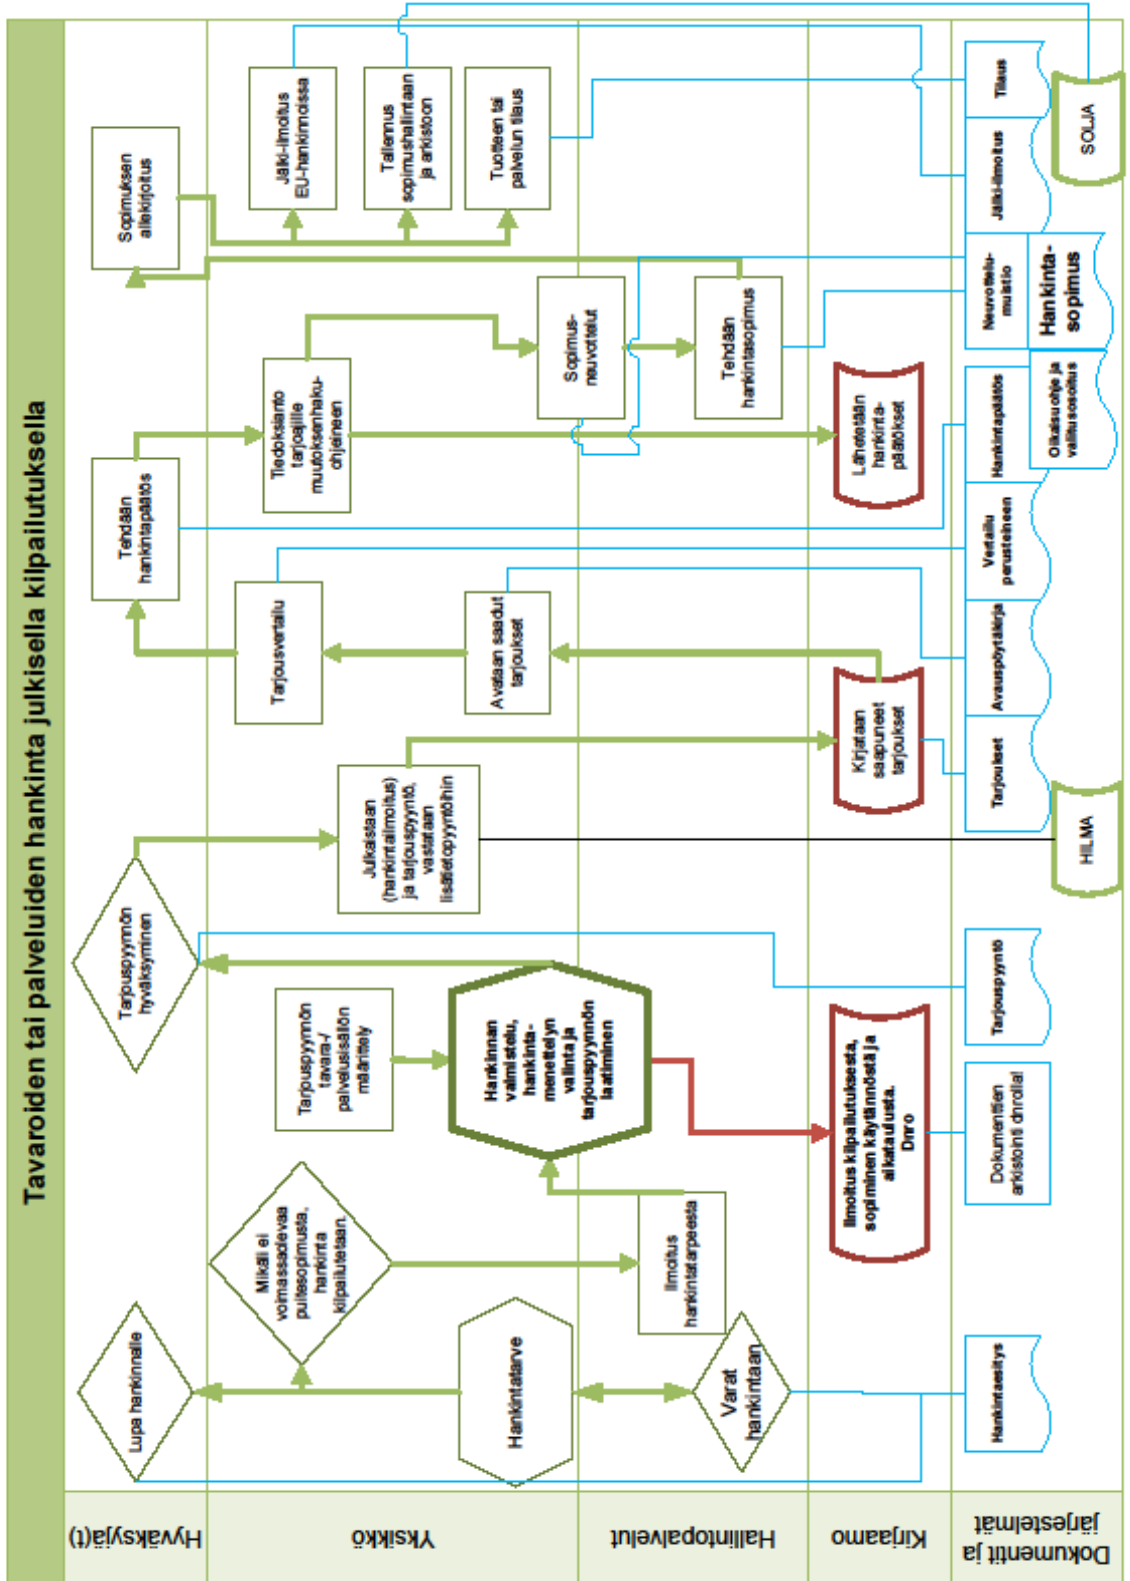 Tavaroiden tai palveluiden hankinta julkisella kilpailutuksella
Hyväksyjä(t)
Lupa hankinnalle
Tarjouspyynnön
hyväksyminen
Tehdään
hankintapäätös
Sopimuksen
allekirjoitus
Yksikkö
Hankintatarve
Mikäli ei
voimassaolevaa
puitesopimusta,
hankinta
kilpailutetaan.
Tarjouspyynnön
tavara-/
palvelusisällön
määrittely
Hankinnan
valmistelu,
hankinta-
menettelyn
valinta ja
tarjouspyynnön
laatiminen
Julkaistaan
(hankintailmoitus)
ja tarjouspyyntö,
vastataan
lisätietopyyntöihin
Tarjousvertailu
Avataan saadut
tarjoukset
Tiedoksianto
tarjoajille
muutoksenhaku-
ohjeineen
Sopimus-
neuvottelut
Jälki-ilmoitus
EU-hankinnoissa
Tallennus
sopimushallintaan
ja arkistoon
Tuotteen tai
palvelun tilaus
Hallintopalvelut
Varat
hankintaan
Ilmoitus
hankintatarpeesta
Tehdään
hankintasopimus
Kirjaamo
Ilmoitus kilpailutuksesta,
sopiminen käytännöstä ja
aikataulusta.
Dnro
Kirjataan
saapuneet
tarjoukset
Lähetetään
hankinta-
päätökset
Dokumentit ja
järjestelmät
Hankintaesitys
Dokumenttien
arkistointi dnrolla!
Tarjouspyyntö
HILMA
Tarjoukset
Avauspöytäkirja
Vertailu
perusteineen
Hankintapäätös
Oikaisuohje ja
valitusosoitus
Neuvottelu-
muistio
Hankinta-
sopimus
Jälki-ilmoitus
Tilaus
SOLJA